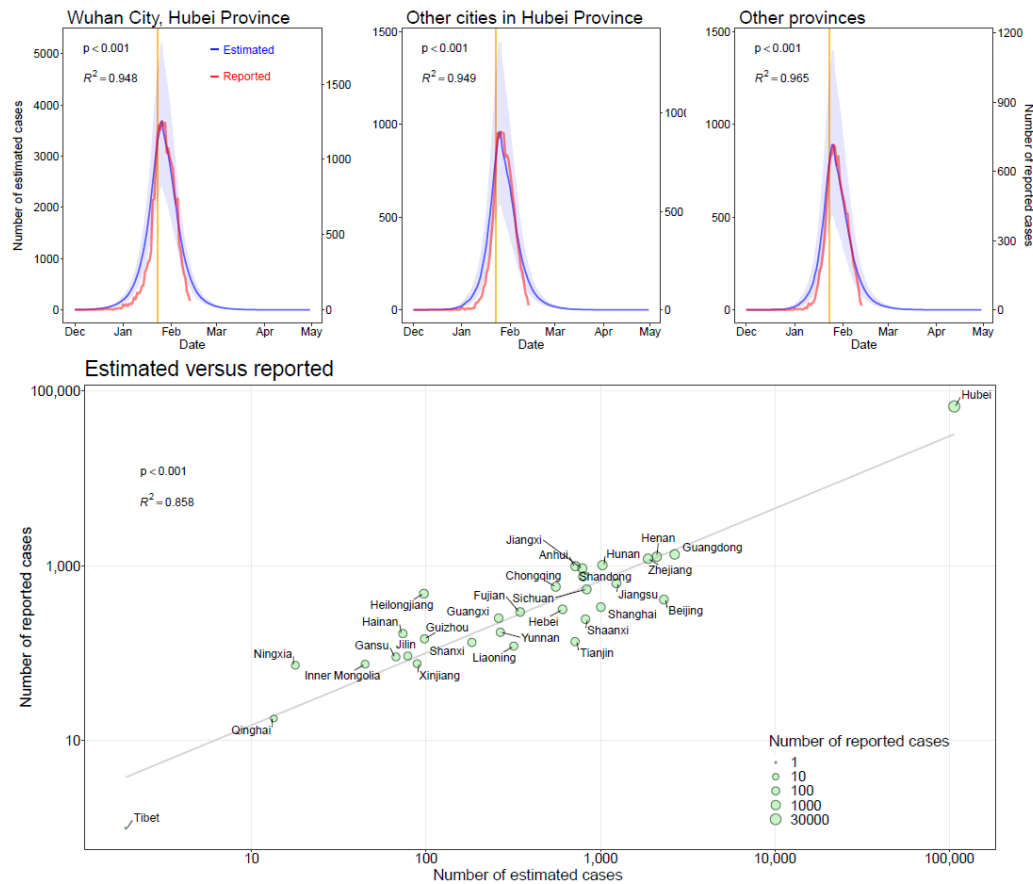 Wuhan City, Hubei Province
Other cities in Hubei Province
Other provinces
Number of estimated cases
5000
4000
3000
2000
1000
0
p < 0.001
R² = 0.948
Estimated
Reported
1500
1000
500
0
Dec Jan Feb Mar Apr May
Date
1500
1000
500
0
p < 0.001
R² = 0.949
1000
500
0
Dec Jan Feb Mar Apr May
Date
1500
1000
500
0
p < 0.001
R² = 0.965
1200
900
600
300
0
Number of reported cases
Dec Jan Feb Mar Apr May
Date
Estimated versus reported
Number of reported cases
100,000
1,000
10
p < 0.001
R² = 0.858
Hubei
Jiangxi
Henan
Anhui
Hunan
Guangdong
Chongqing
Shandong
Zhejiang
Sichuan
Jiangsu
Fujian
Heilongjiang
Guangxi
Shanghai
Beijing
Hainan
Hebei
Guizhou
Shaanxi
Yunnan
Gansu
Jilin
Shanxi
Ningxia
Liaoning
Tianjin
Inner Mongolia
Xinjiang
Qinghai
Tibet
Number of reported cases
1
10
100
1000
30000
10 100 1,000 10,000 100,000
Number of estimated cases